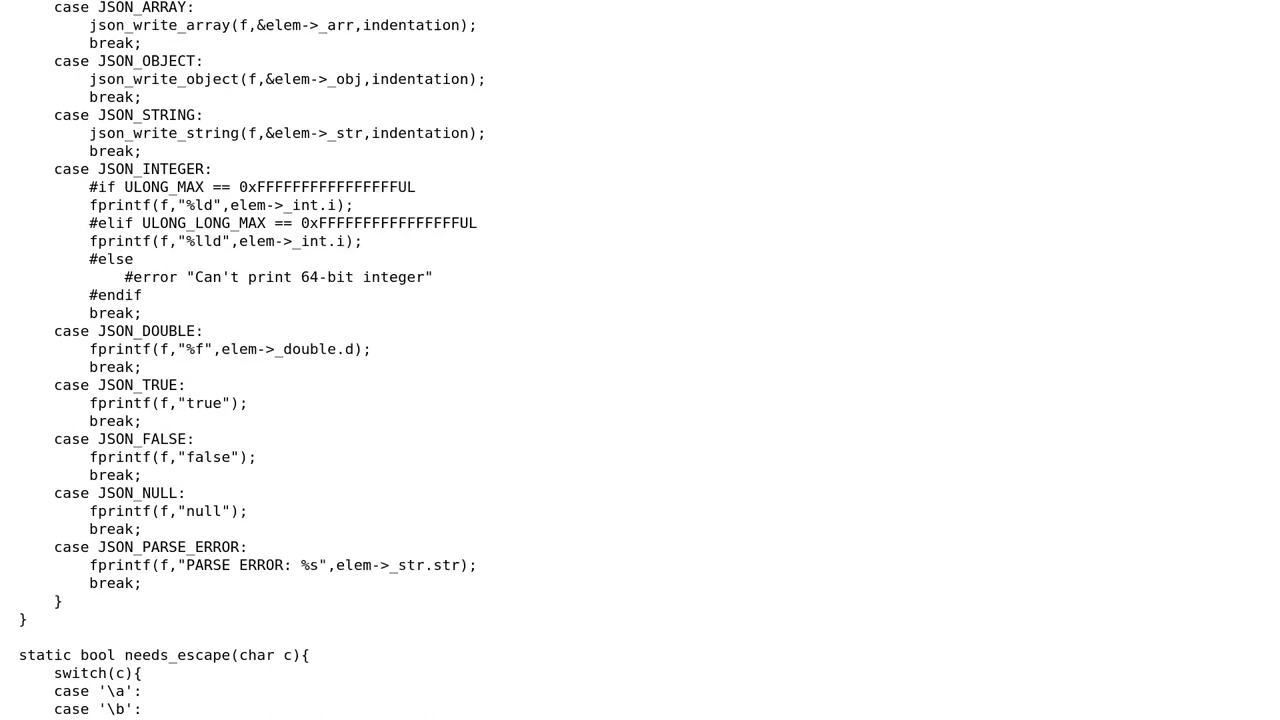 case JSON_ARRAY:
        json_write_array(f,&elem->_arr,indentation);
        break;
    case JSON_OBJECT:
        json_write_object(f,&elem->_obj,indentation);
        break;
    case JSON_STRING:
        json_write_string(f,&elem->_str,indentation);
        break;
    case JSON_INTEGER:
        #if ULONG_MAX == 0xFFFFFFFFFFFFFFFFUL
        fprintf(f,"%ld",elem->_int.i);
        #elif ULONG_LONG_MAX == 0xFFFFFFFFFFFFFFFFUL
        fprintf(f,"%lld",elem->_int.i);
        #else
            #error "Can't print 64-bit integer"
        #endif
        break;
    case JSON_DOUBLE:
        fprintf(f,"%f",elem->_double.d);
        break;
    case JSON_TRUE:
        fprintf(f,"true");
        break;
    case JSON_FALSE:
        fprintf(f,"false");
        break;
    case JSON_NULL:
        fprintf(f,"null");
        break;
    case JSON_PARSE_ERROR:
        fprintf(f,"PARSE ERROR: %s",elem->_str.str);
        break;
    }
}

static bool needs_escape(char c){
    switch(c){
    case '\a':
    case '\b':